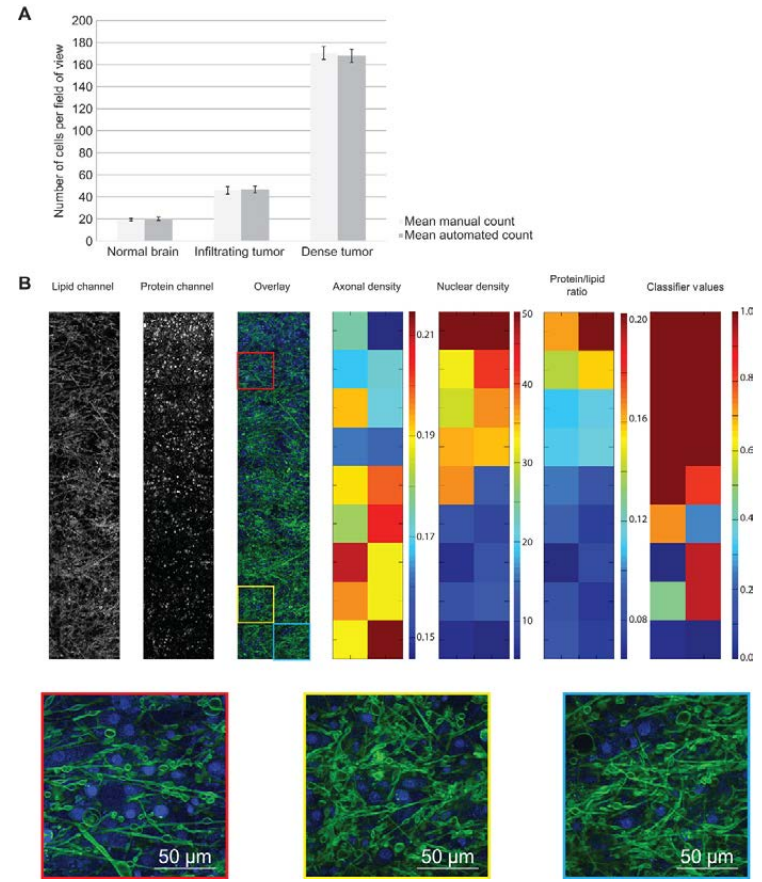 A
200
180
160
140
120
100
80
60
40
20
0
Number of cells per field of view
Normal brain
Infiltrating tumor
Dense tumor
Mean manual count
Mean automated count
B
Lipid channel
Protein channel
Overlay
Axonal density
Nuclear density
Protein/lipid
ratio
Classifier values
0.21
0.19
0.17
0.15
50
40
30
20
10
0.20
0.16
0.12
0.08
1.0
0.8
0.6
0.4
0.2
0.0
50 µm
50 µm
50 µm